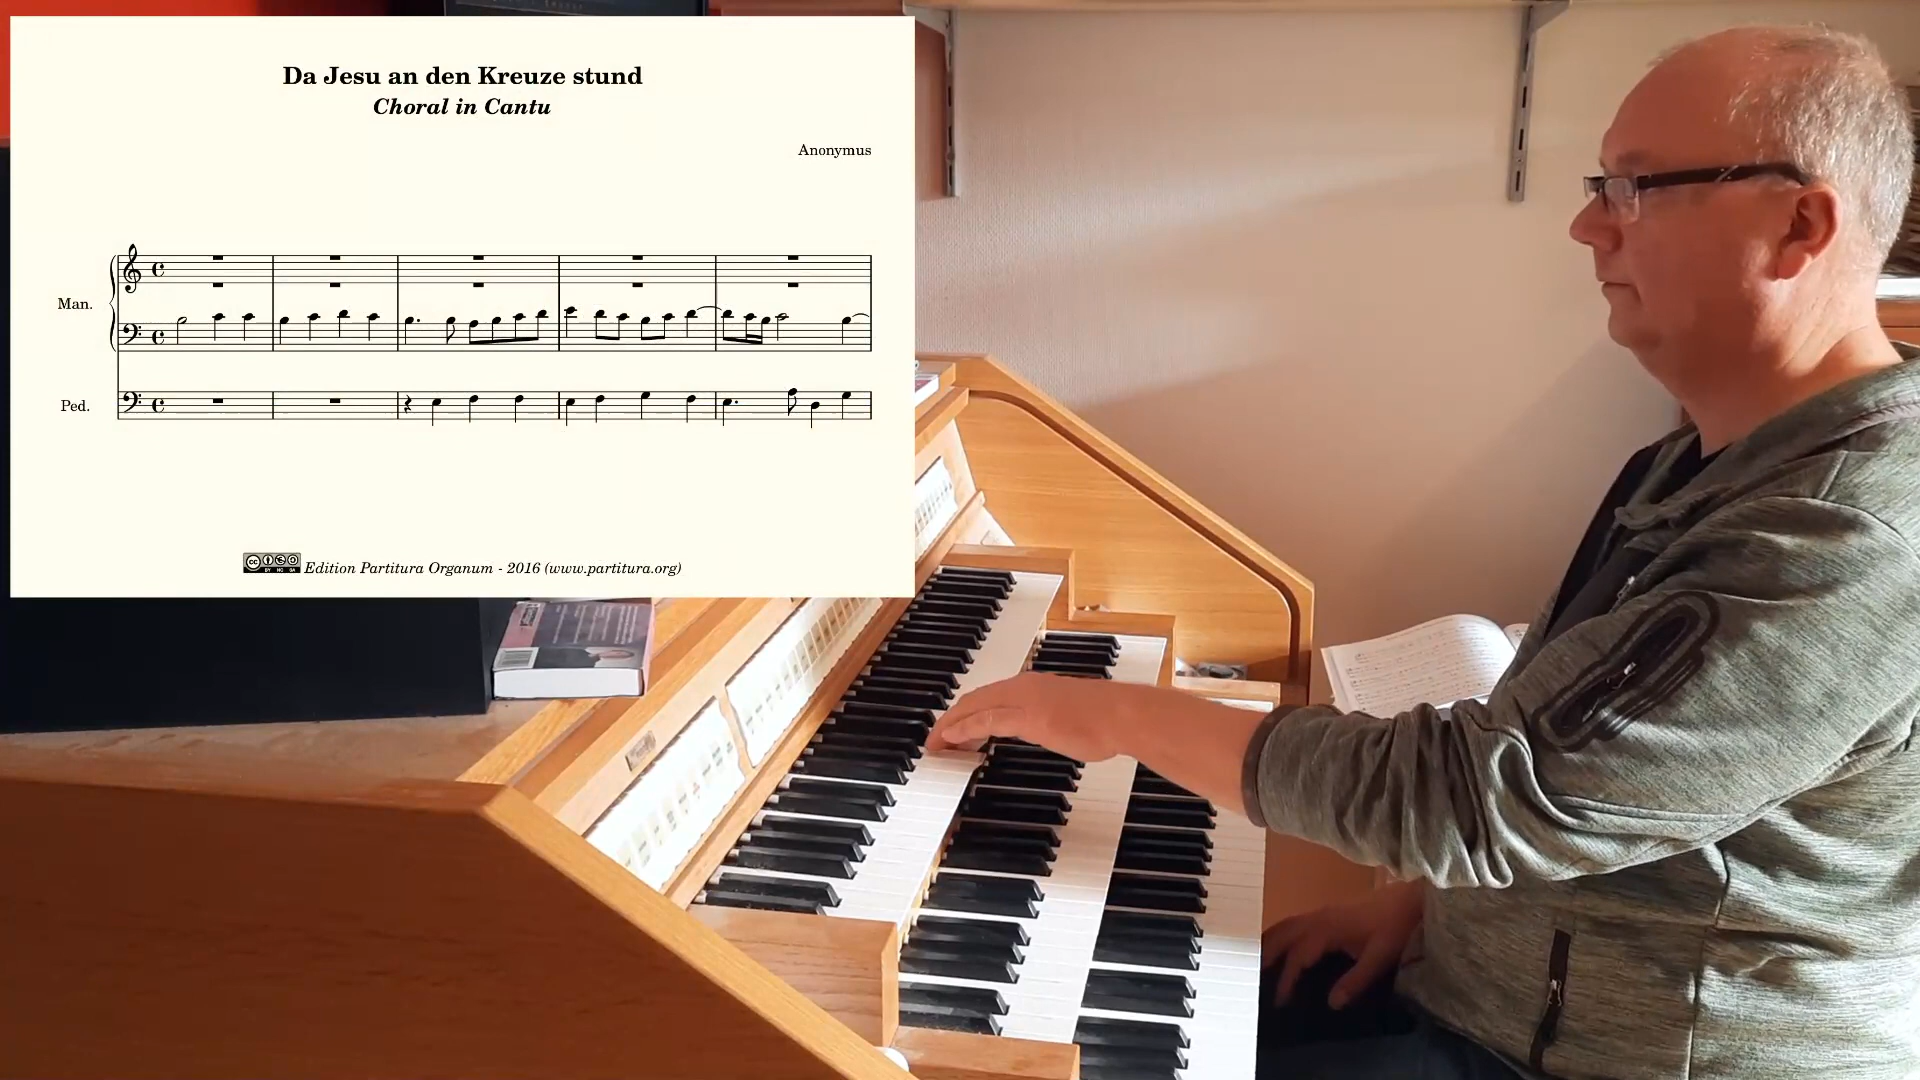 Da Jesu an den Kreuze stund
Choral in Cantu
Anonymus
Man.
Ped.
Edition Partitura Organum - 2016 (www.partitura.org)